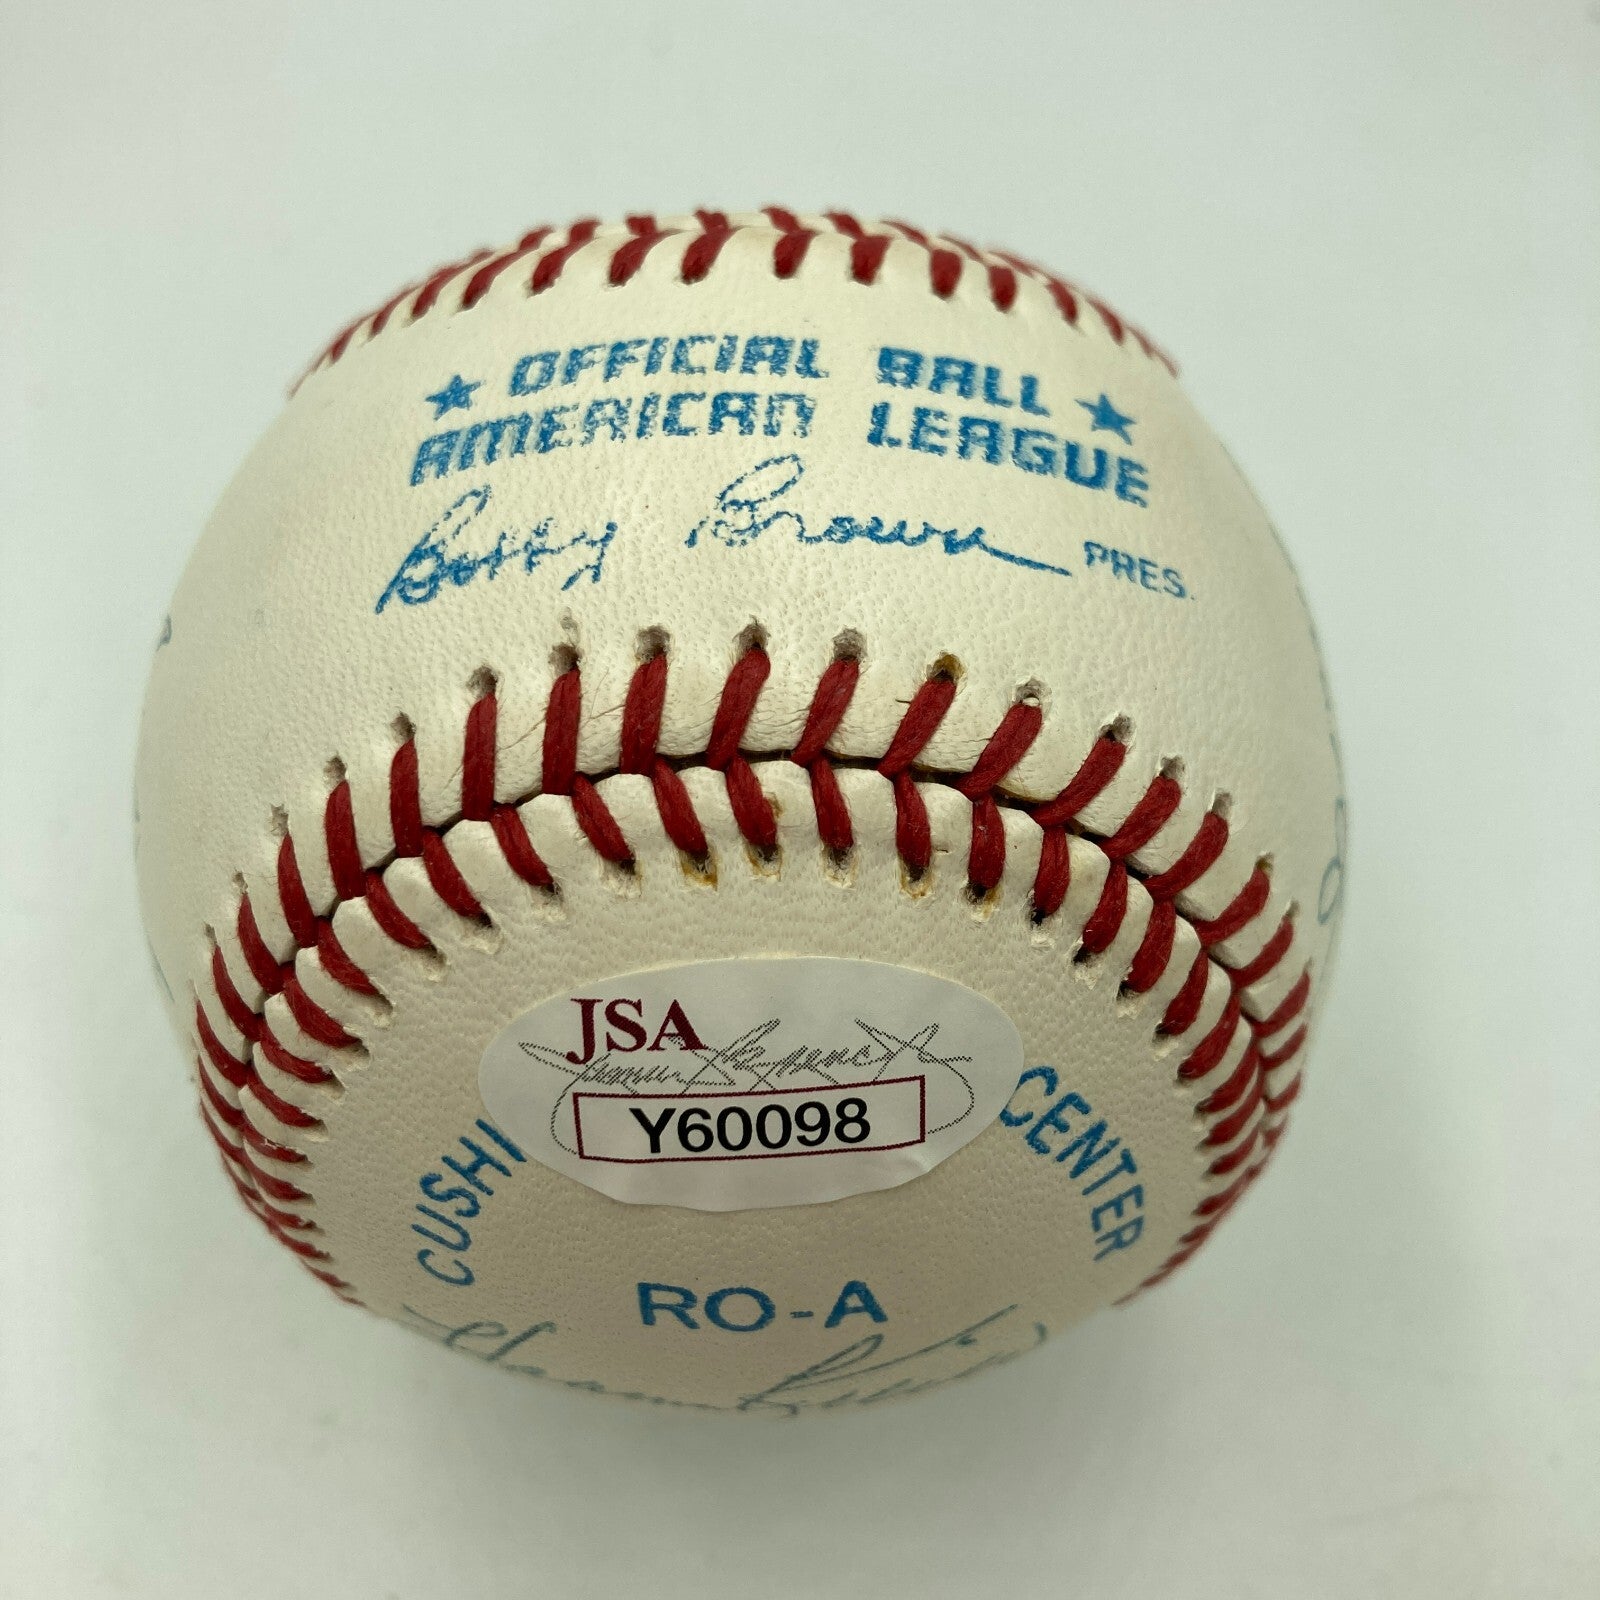 ★ OFFICIAL BALL ★
AMERICAN LEAGUE
Bobby Brown PRES.
JSA
Y60098
CUSHI CENTER
RO-A